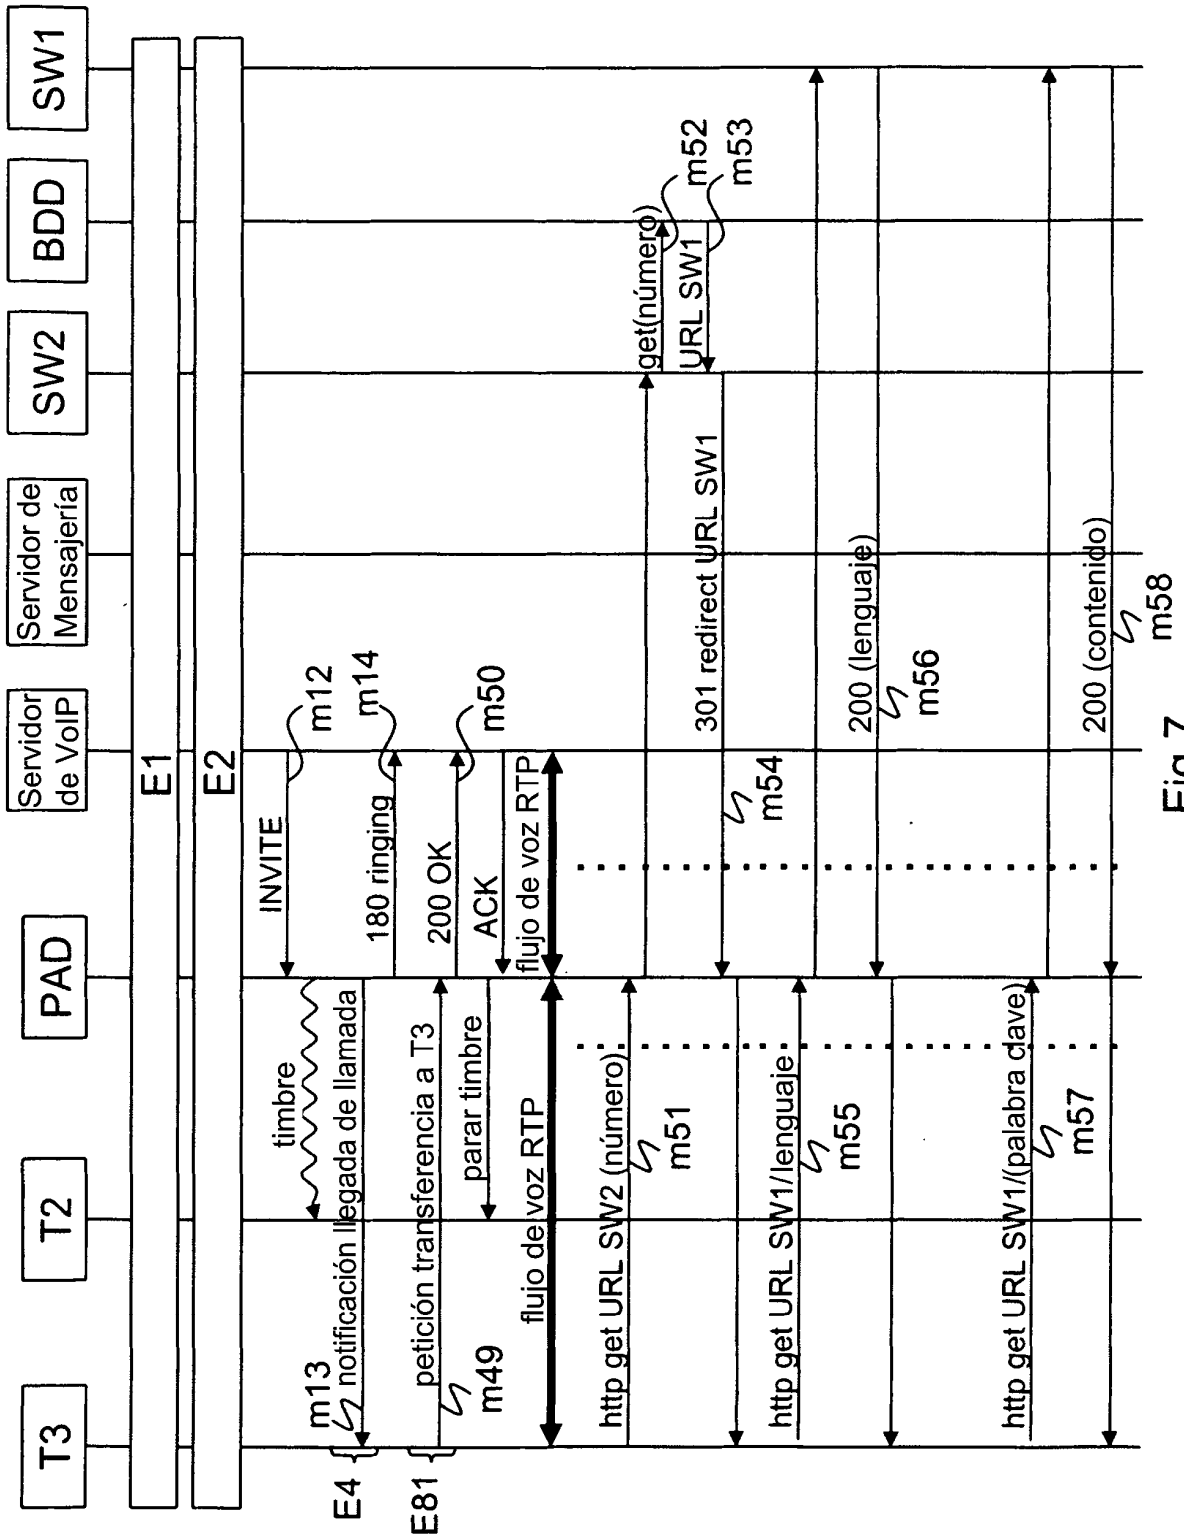 T3
T2
PAD
Servidor
de VoIP
Servidor de
Mensajería
SW2
BDD
SW1
E1
E2
INVITE
m12
timbre
m13
notificación llegada de llamada
E4
180 ringing
m14
petición transferencia a T3
m49
E81
200 OK
m50
parar timbre
ACK
flujo de voz RTP
flujo de voz RTP
http get URL SW2 (número)
m51
get(número)
m52
URL SW1
m53
301 redirect URL SW1
m54
http get URL SW1/lenguaje
m55
200 (lenguaje)
m56
http get URL SW1/(palabra clave)
m57
200 (contenido)
m58
Fig 7